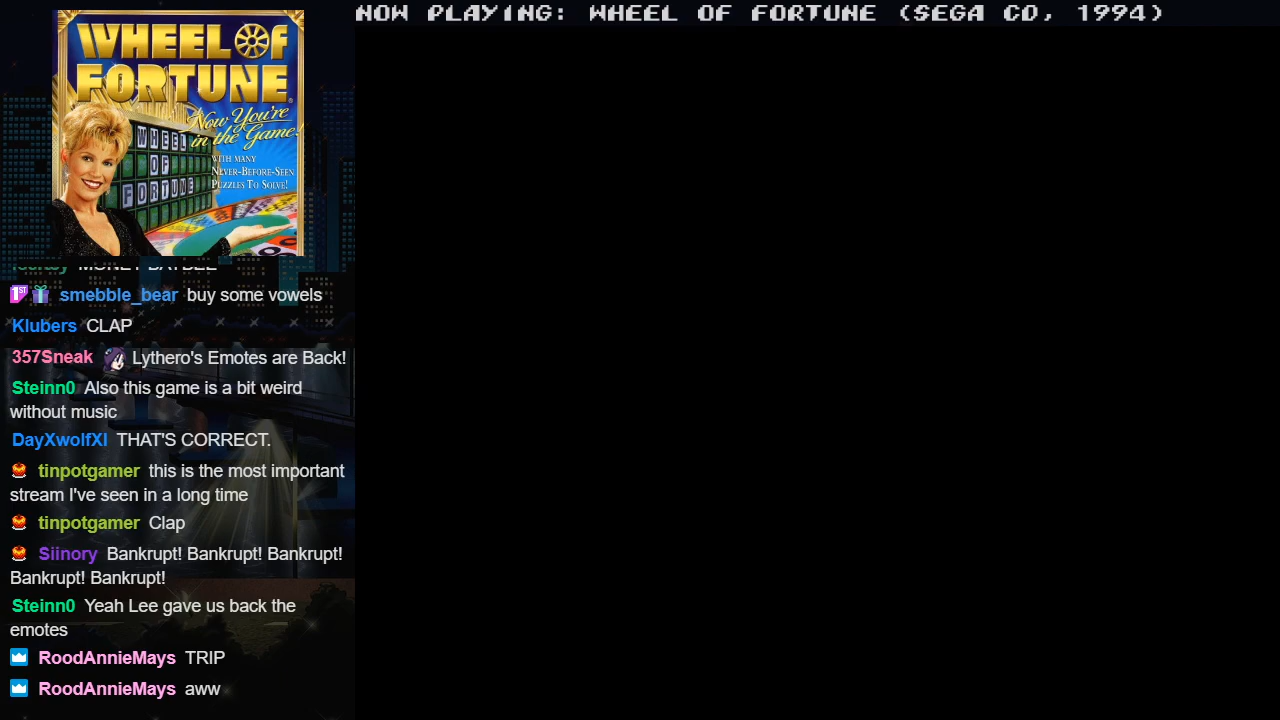 NOW PLAYING: WHEEL OF FORTUNE (SEGA CD, 1994)
WHEEL OF
FORTUNE
Now You're
in the Game!
WITH MANY
NEVER-BEFORE-SEEN
PUZZLES TO SOLVE!
WHEEL
OF
FORTUNE
1ST smebble_bear buy some vowels
Klubers CLAP
357Sneak Lythero's Emotes are Back!
Steinn0 Also this game is a bit weird
without music
DayXwolfXI THAT'S CORRECT.
tinpotgamer this is the most important
stream I've seen in a long time
tinpotgamer Clap
Siinory Bankrupt! Bankrupt! Bankrupt!
Bankrupt! Bankrupt!
Steinn0 Yeah Lee gave us back the
emotes
RoodAnnieMays TRIP
RoodAnnieMays aww